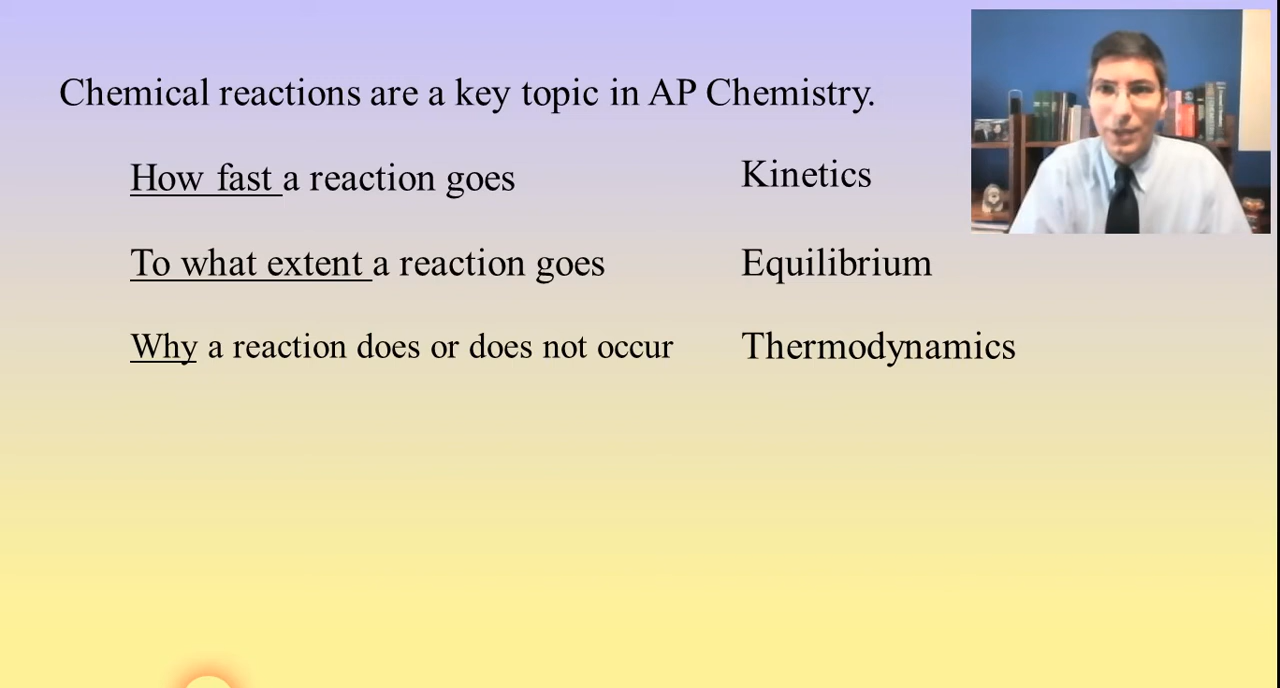 Chemical reactions are a key topic in AP Chemistry.
How fast a reaction goes Kinetics
To what extent a reaction goes Equilibrium
Why a reaction does or does not occur Thermodynamics